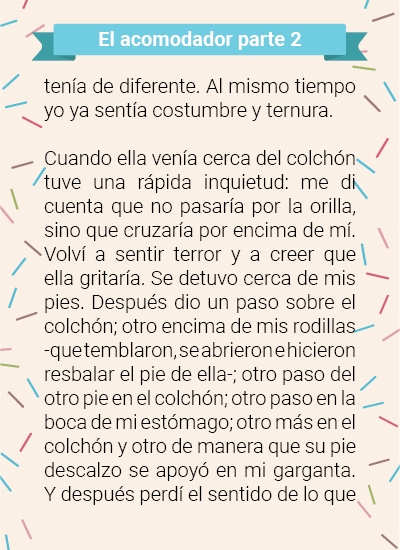 El acomodador parte 2
tenía de diferente. Al mismo tiempo
yo ya sentía costumbre y ternura.
Cuando ella venía cerca del colchón
tuve una rápida inquietud: me di
cuenta que no pasaría por la orilla,
sino que cruzaría por encima de mí.
Volví a sentir terror y a creer que
ella gritaría. Se detuvo cerca de mis
pies. Después dio un paso sobre el
colchón; otro encima de mis rodillas
-que temblaron, se abrieron e hicieron
resbalar el pie de ella-; otro paso del
otro pie en el colchón; otro paso en la
boca de mi estómago; otro más en el
colchón y otro de manera que su pie
descalzo se apoyó en mi garganta.
Y después perdí el sentido de lo que